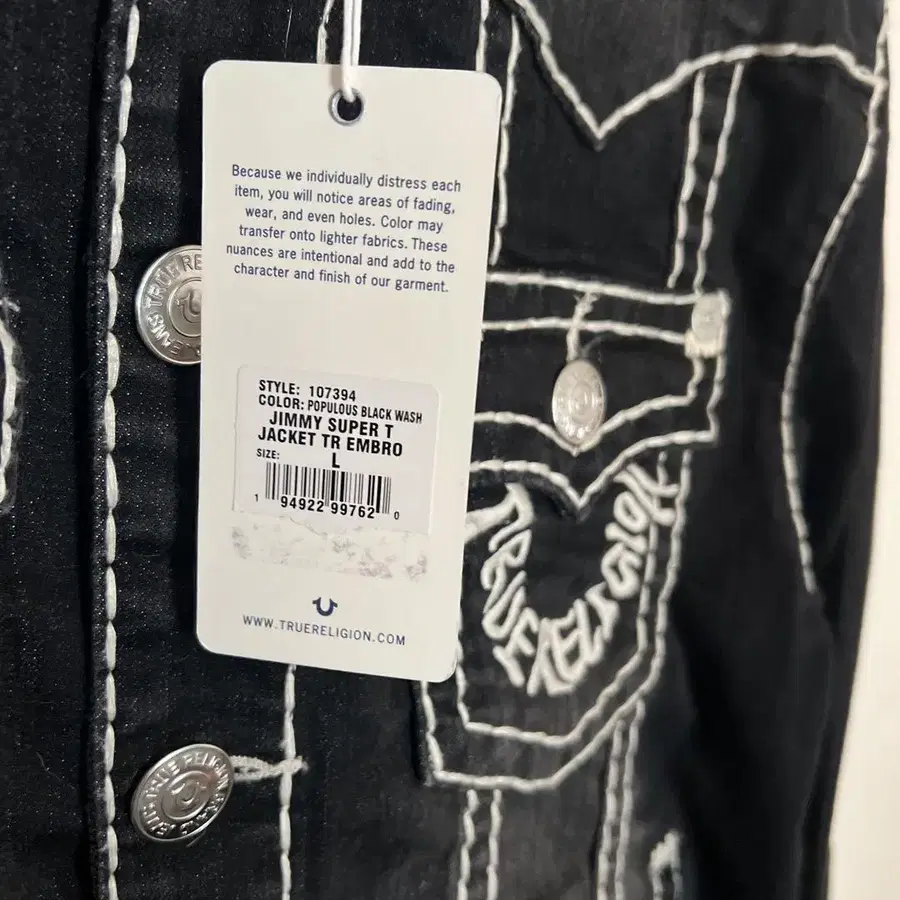 Because we individually distress each
item, you will notice areas of fading,
wear, and even holes. Color may
transfer onto lighter fabrics. These
nuances are intentional and add to the
character and finish of our garment.
STYLE: 107394
COLOR: POPULOUS BLACK WASH
JIMMY SUPER T
JACKET TR EMBRO
SIZE:
L
1 94922 99762 0
WWW.TRUERELIGION.COM
TRUE RE
JEANS
TRUE RELIGION
TRUE RELIGION